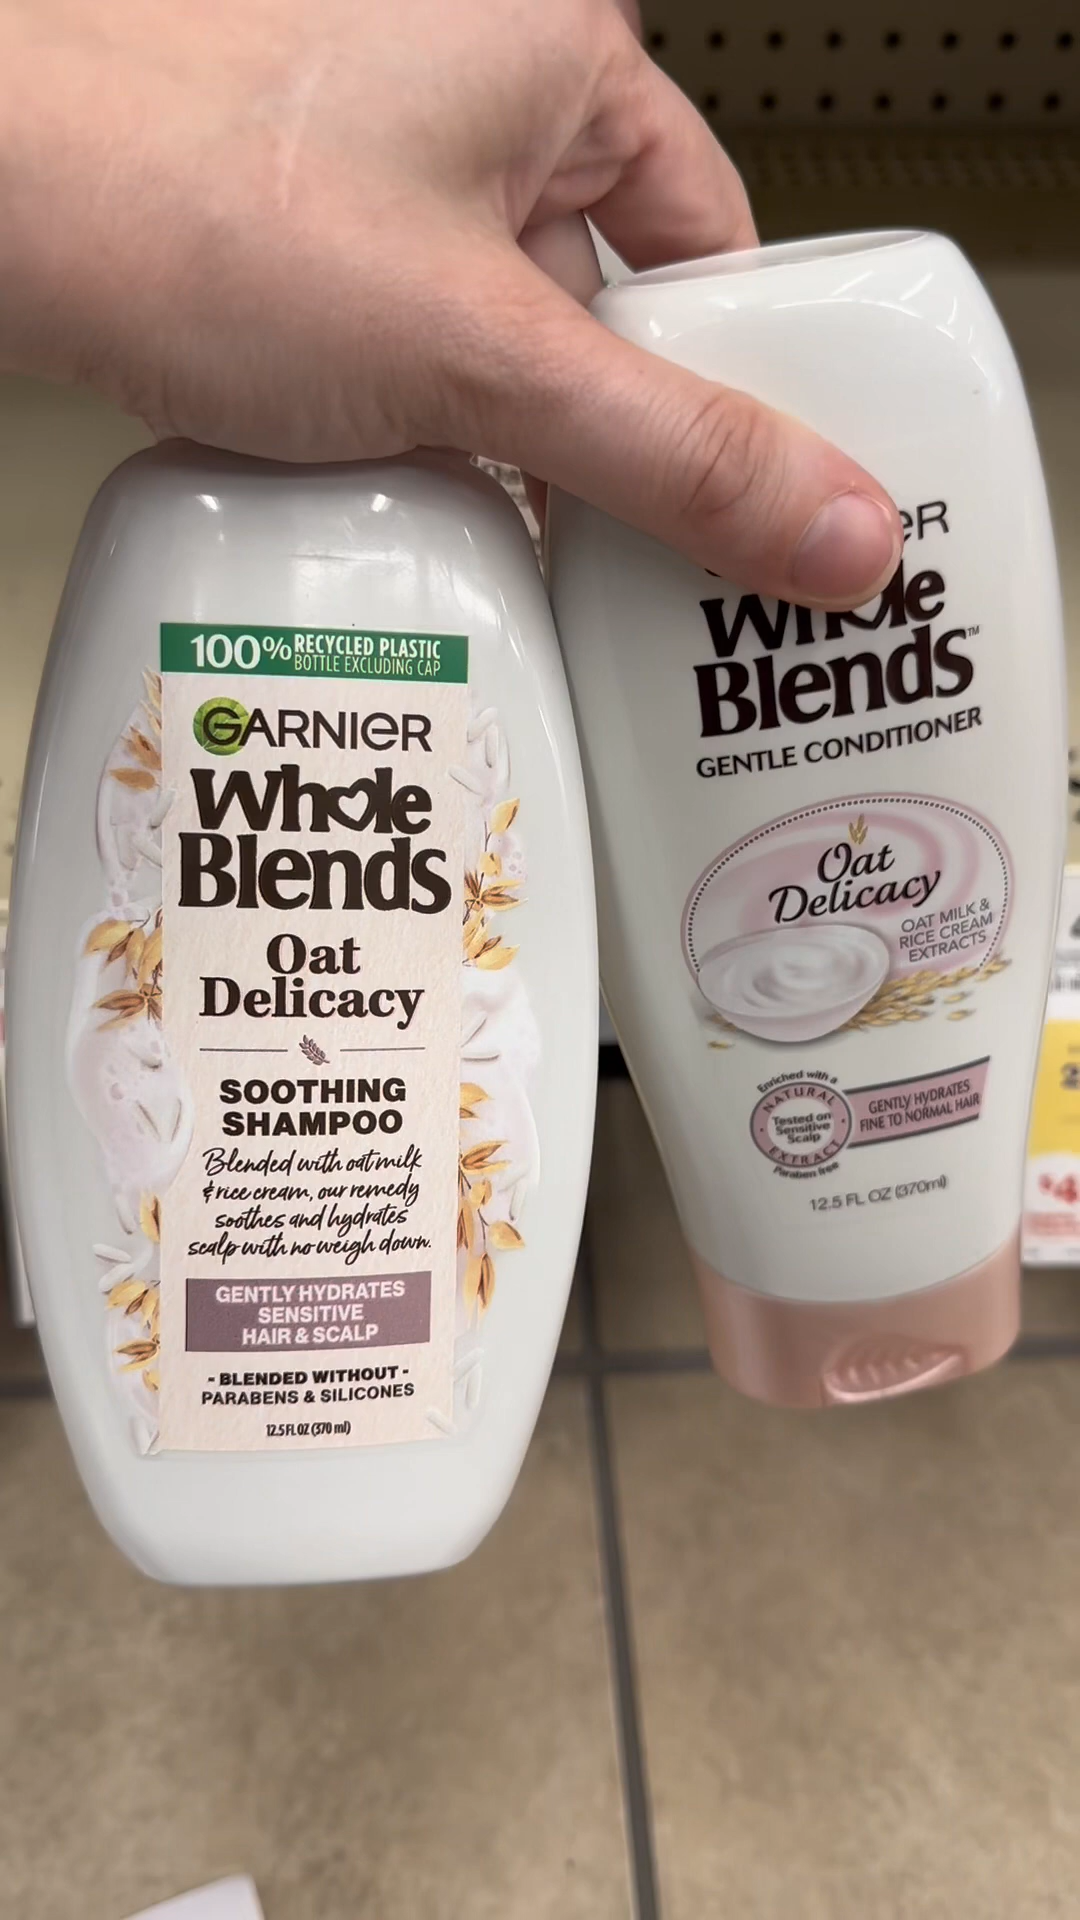 100% RECYCLED PLASTIC
BOTTLE EXCLUDING CAP
GARNIER
Whole
Blends
Oat
Delicacy
SOOTHING
SHAMPOO
Blended with oat milk
& rice cream, our remedy
soothes and hydrates
scalp with no weigh down.
GENTLY HYDRATES
SENSITIVE
HAIR & SCALP
- BLENDED WITHOUT -
PARABENS & SILICONES
12.5 FL OZ (370 ml)
eR
Whole
Blends™
GENTLE CONDITIONER
Oat
Delicacy
OAT MILK &
RICE CREAM
EXTRACTS
Enriched with a
NATURAL
Tested on
Sensitive
Scalp
EXTRACT
Paraben free
GENTLY HYDRATES
FINE TO NORMAL HAIR
12.5 FL OZ (370ml)
$4